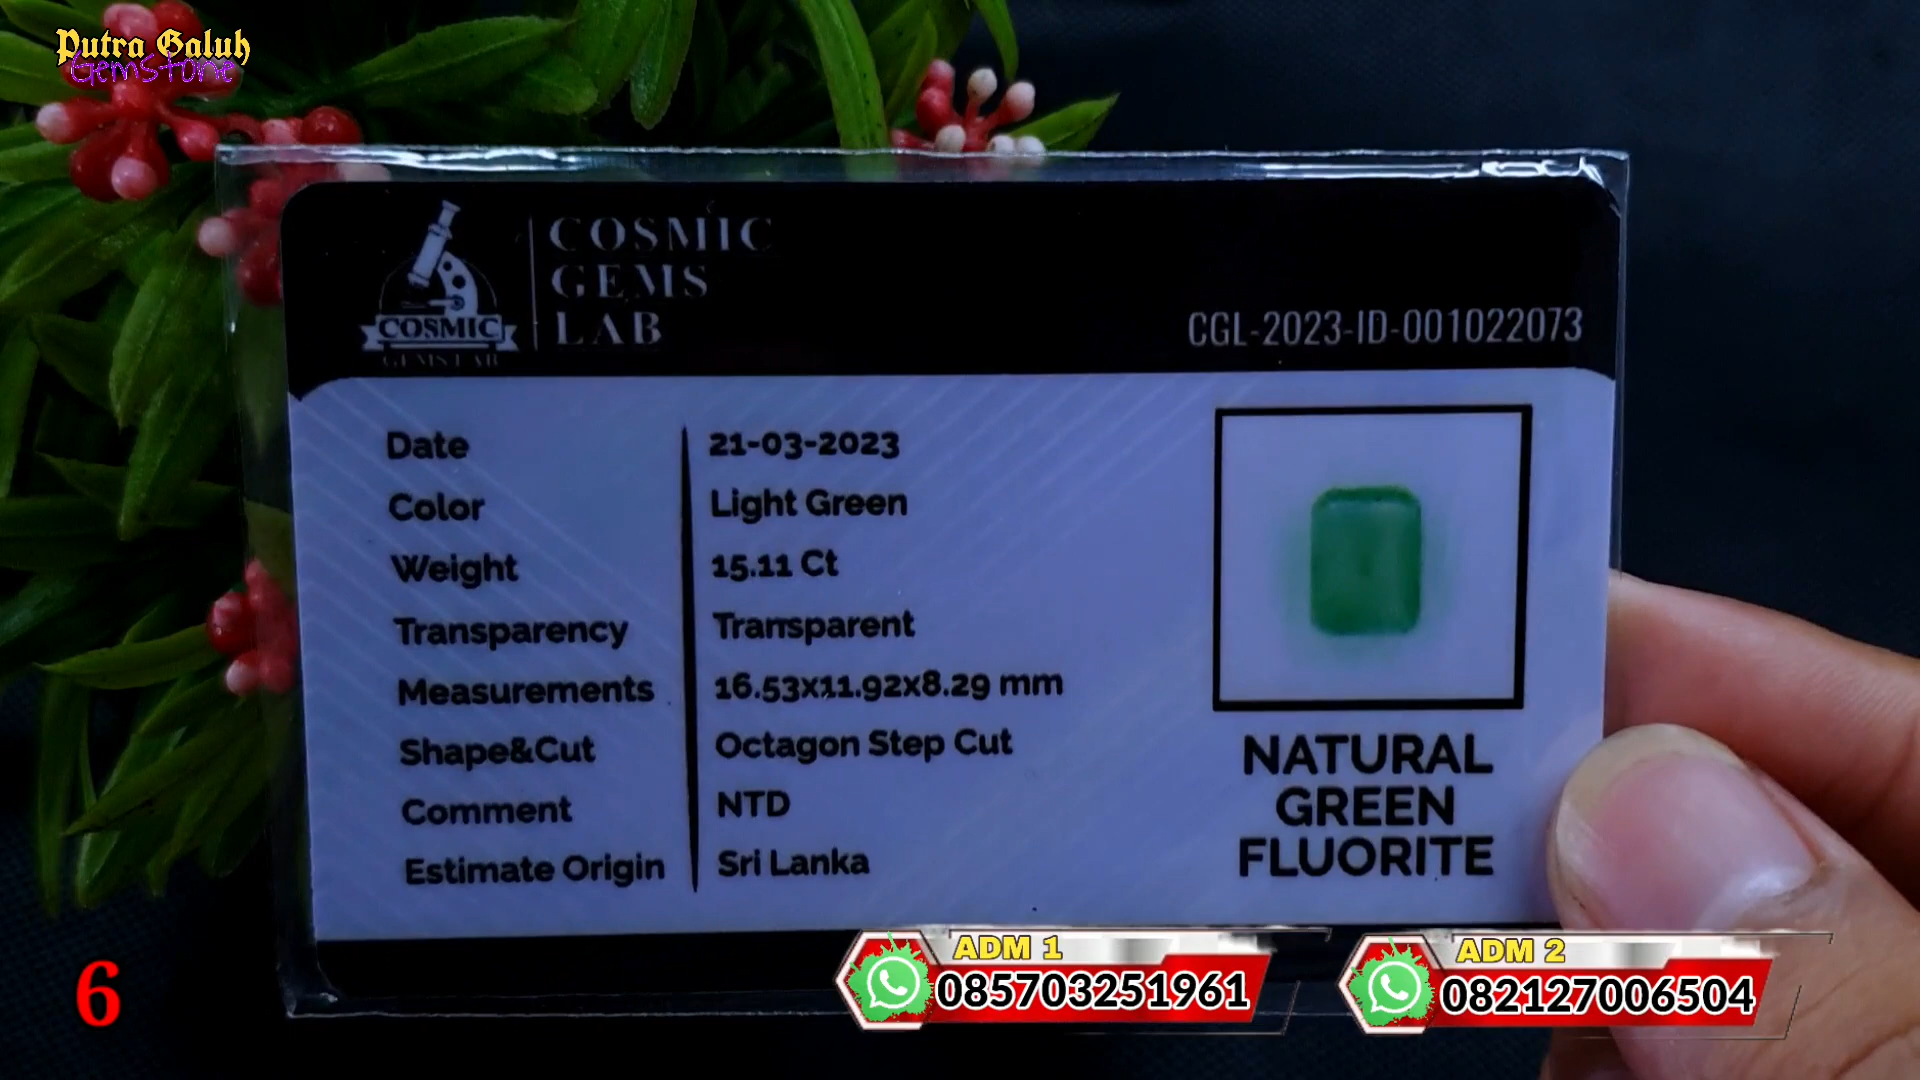 Putra Galuh
Gemstone
COSMIC
GEMS
LAB
COSMIC
GEMS LAB
CGL-2023-ID-001022073
Date 21-03-2023
Color Light Green
Weight 15.11 Ct
Transparency Transparent
Measurements 16.53x11.92x8.29 mm
Shape&Cut Octagon Step Cut
Comment NTD
Estimate Origin Sri Lanka
NATURAL
GREEN
FLUORITE
6
ADM 1
085703251961
ADM 2
082127006504